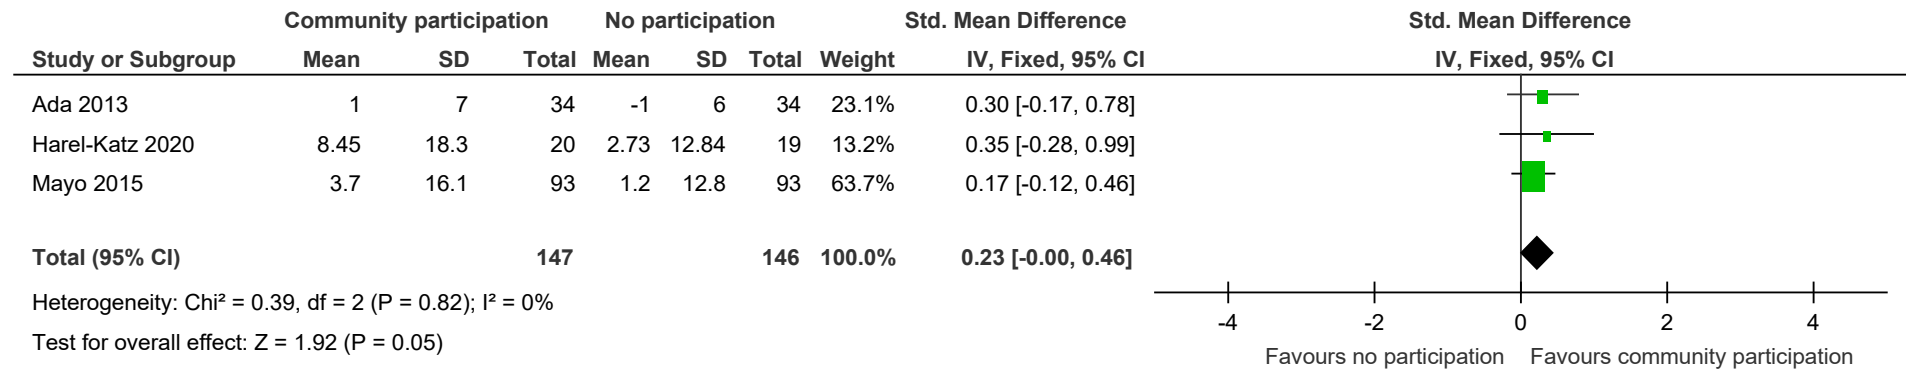 Community participation No participation Std. Mean Difference Std. Mean Difference
Study or Subgroup Mean SD Total Mean SD Total Weight IV, Fixed, 95% CI IV, Fixed, 95% CI
Ada 2013 1 7 34 -1 6 34 23.1% 0.30 [-0.17, 0.78]
Harel-Katz 2020 8.45 18.3 20 2.73 12.84 19 13.2% 0.35 [-0.28, 0.99]
Mayo 2015 3.7 16.1 93 1.2 12.8 93 63.7% 0.17 [-0.12, 0.46]
Total (95% CI) 147 146 100.0% 0.23 [-0.00, 0.46]
Heterogeneity: Chi² = 0.39, df = 2 (P = 0.82); I² = 0%
Test for overall effect: Z = 1.92 (P = 0.05)
-4 -2 0 2 4
Favours no participation Favours community participation